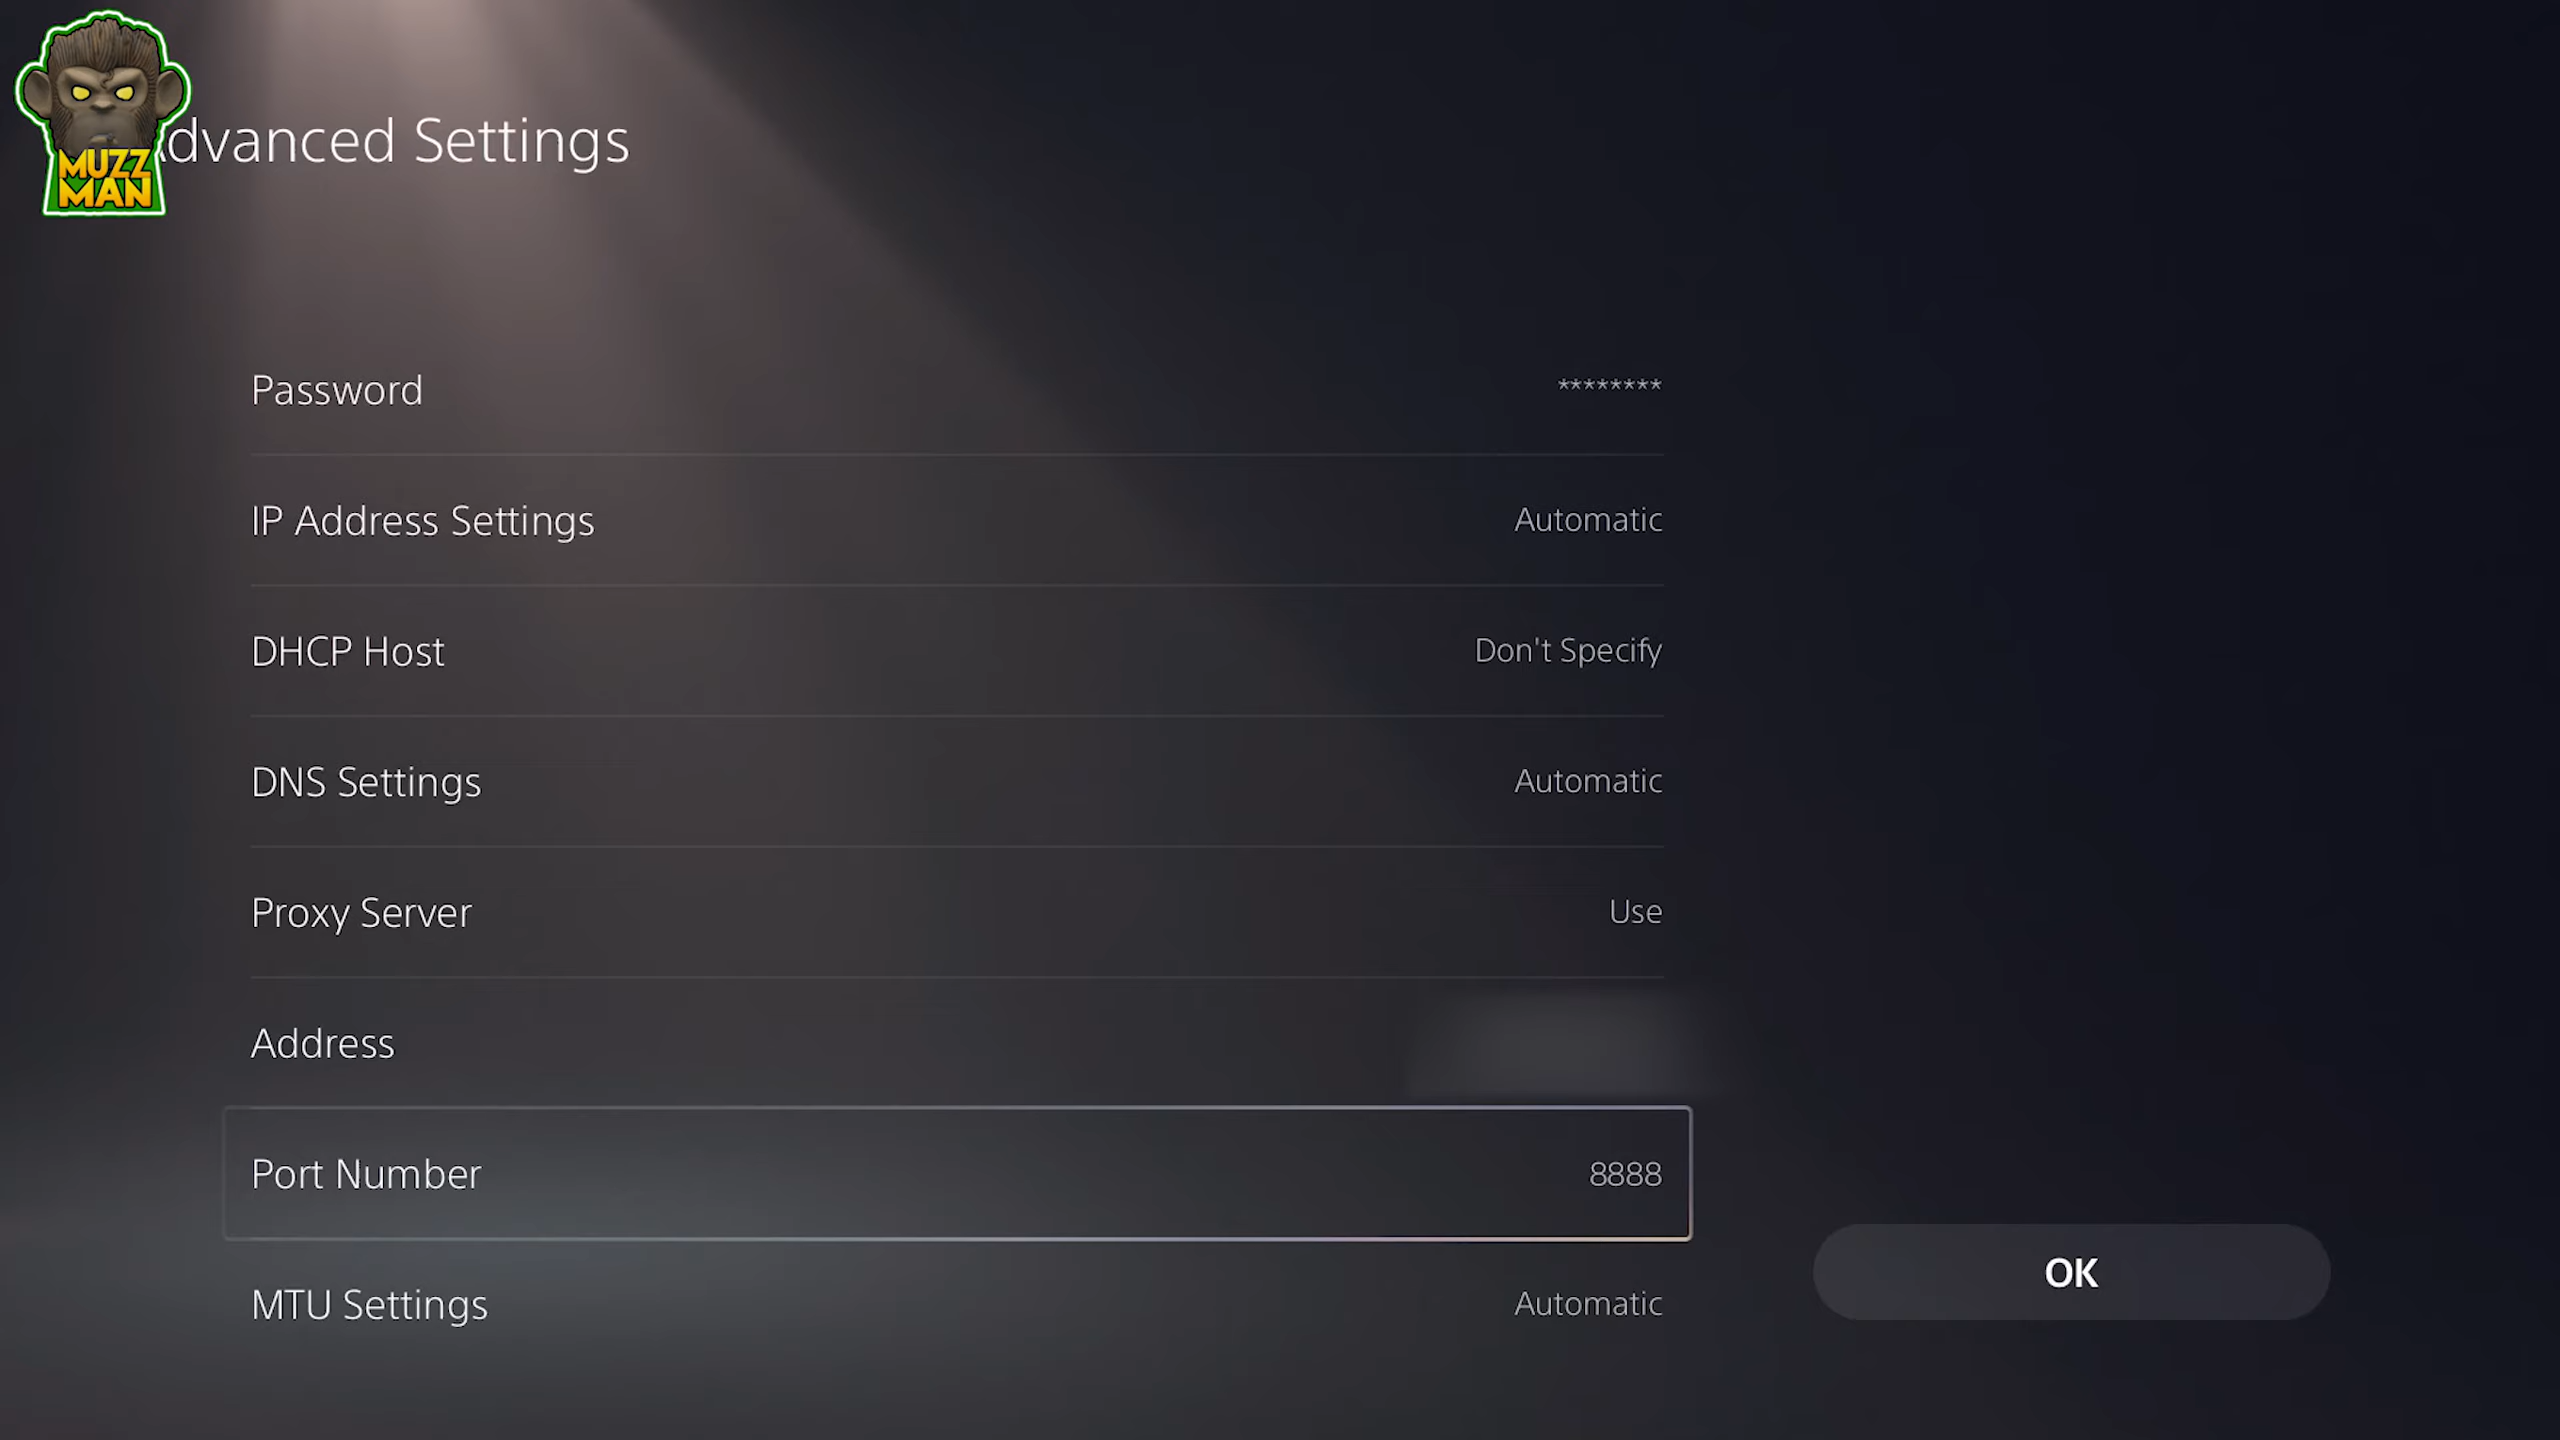 MUZZ
MAN
Advanced Settings
Password
********
IP Address Settings
Automatic
DHCP Host
Don't Specify
DNS Settings
Automatic
Proxy Server
Use
Address
Port Number
8888
MTU Settings
Automatic
OK